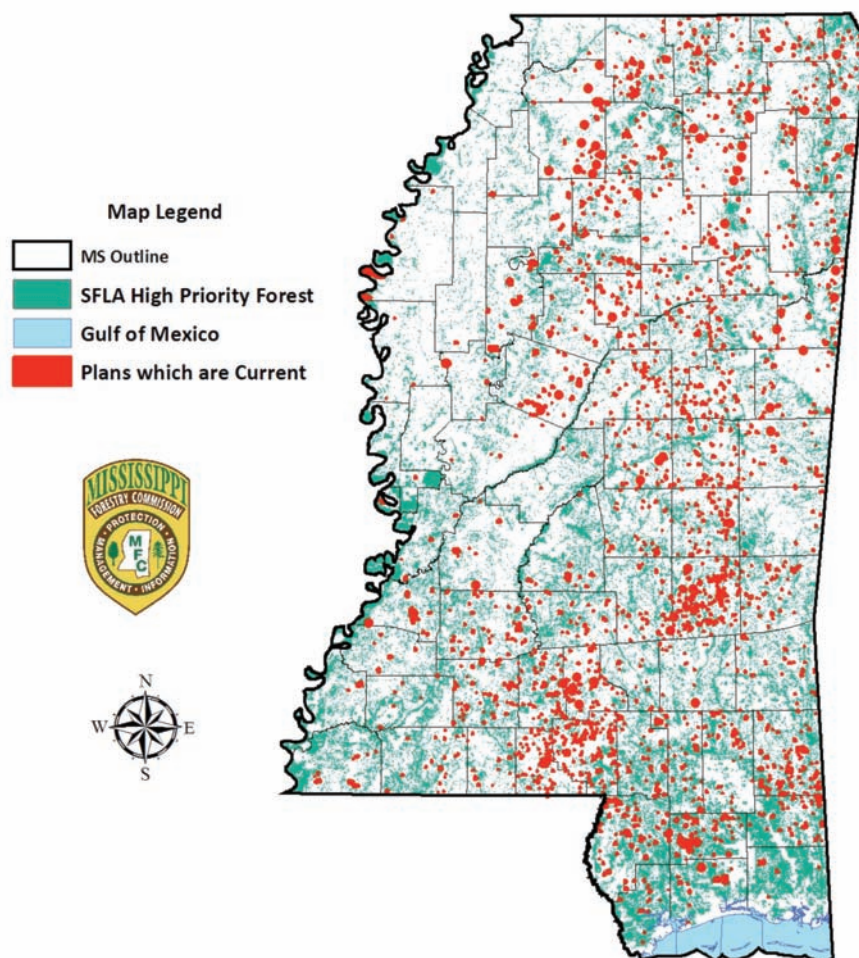 Map Legend
MS Outline
SFLA High Priority Forest
Gulf of Mexico
Plans which are Current
MISSISSIPPI
FORESTRY COMMISSION
PROTECTION
MANAGEMENT • INFORMATION
M
F
C
N
W E
S